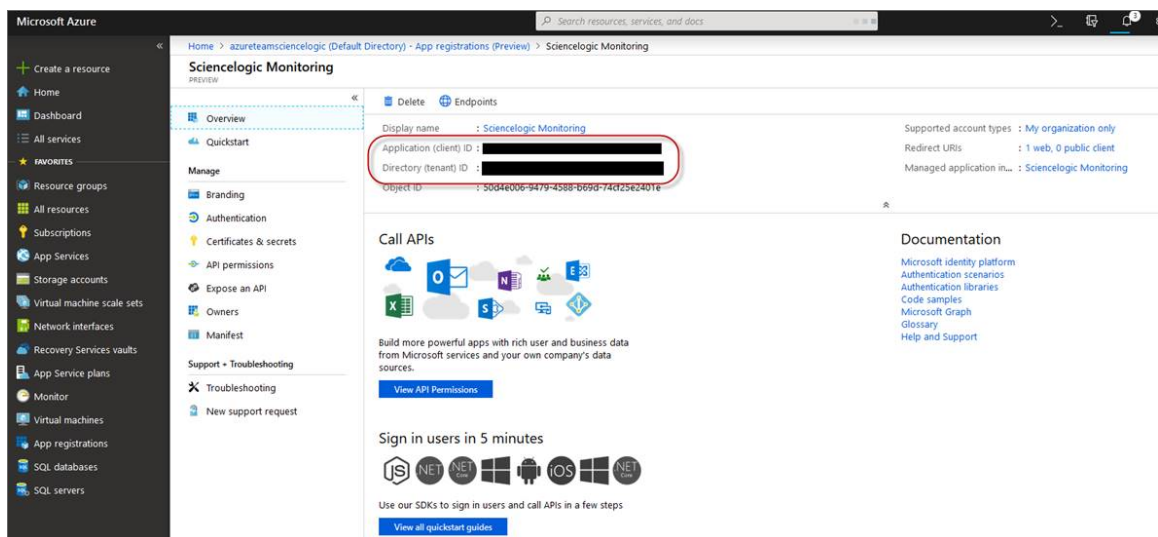 Microsoft Azure
Search resources, services, and docs
3
Create a resource
Home
Dashboard
All services
FAVORITES
Resource groups
All resources
Subscriptions
App Services
Storage accounts
Virtual machine scale sets
Network interfaces
Recovery Services vaults
App Service plans
Monitor
Virtual machines
App registrations
SQL databases
SQL servers
Home > azureteamsciencelogic (Default Directory) - App registrations (Preview) > Sciencelogic Monitoring
Sciencelogic Monitoring
PREVIEW
Overview
Quickstart
Manage
Branding
Authentication
Certificates & secrets
API permissions
Expose an API
Owners
Manifest
Support + Troubleshooting
Troubleshooting
New support request
Delete Endpoints
Display name : Sciencelogic Monitoring
Application (client) ID :
Directory (tenant) ID :
Object ID : 50d4e006-9479-4588-b69d-74cf25e2401e
Supported account types : My organization only
Redirect URIs : 1 web, 0 public client
Managed application in... : Sciencelogic Monitoring
Call APIs
Build more powerful apps with rich user and business data
from Microsoft services and your own company's data
sources.
View API Permissions
Sign in users in 5 minutes
JS .NET .NET Core iOS .NET Core
Use our SDKs to sign in users and call APIs in a few steps
View all quickstart guides
Documentation
Microsoft identity platform
Authentication scenarios
Authentication libraries
Code samples
Microsoft Graph
Glossary
Help and Support